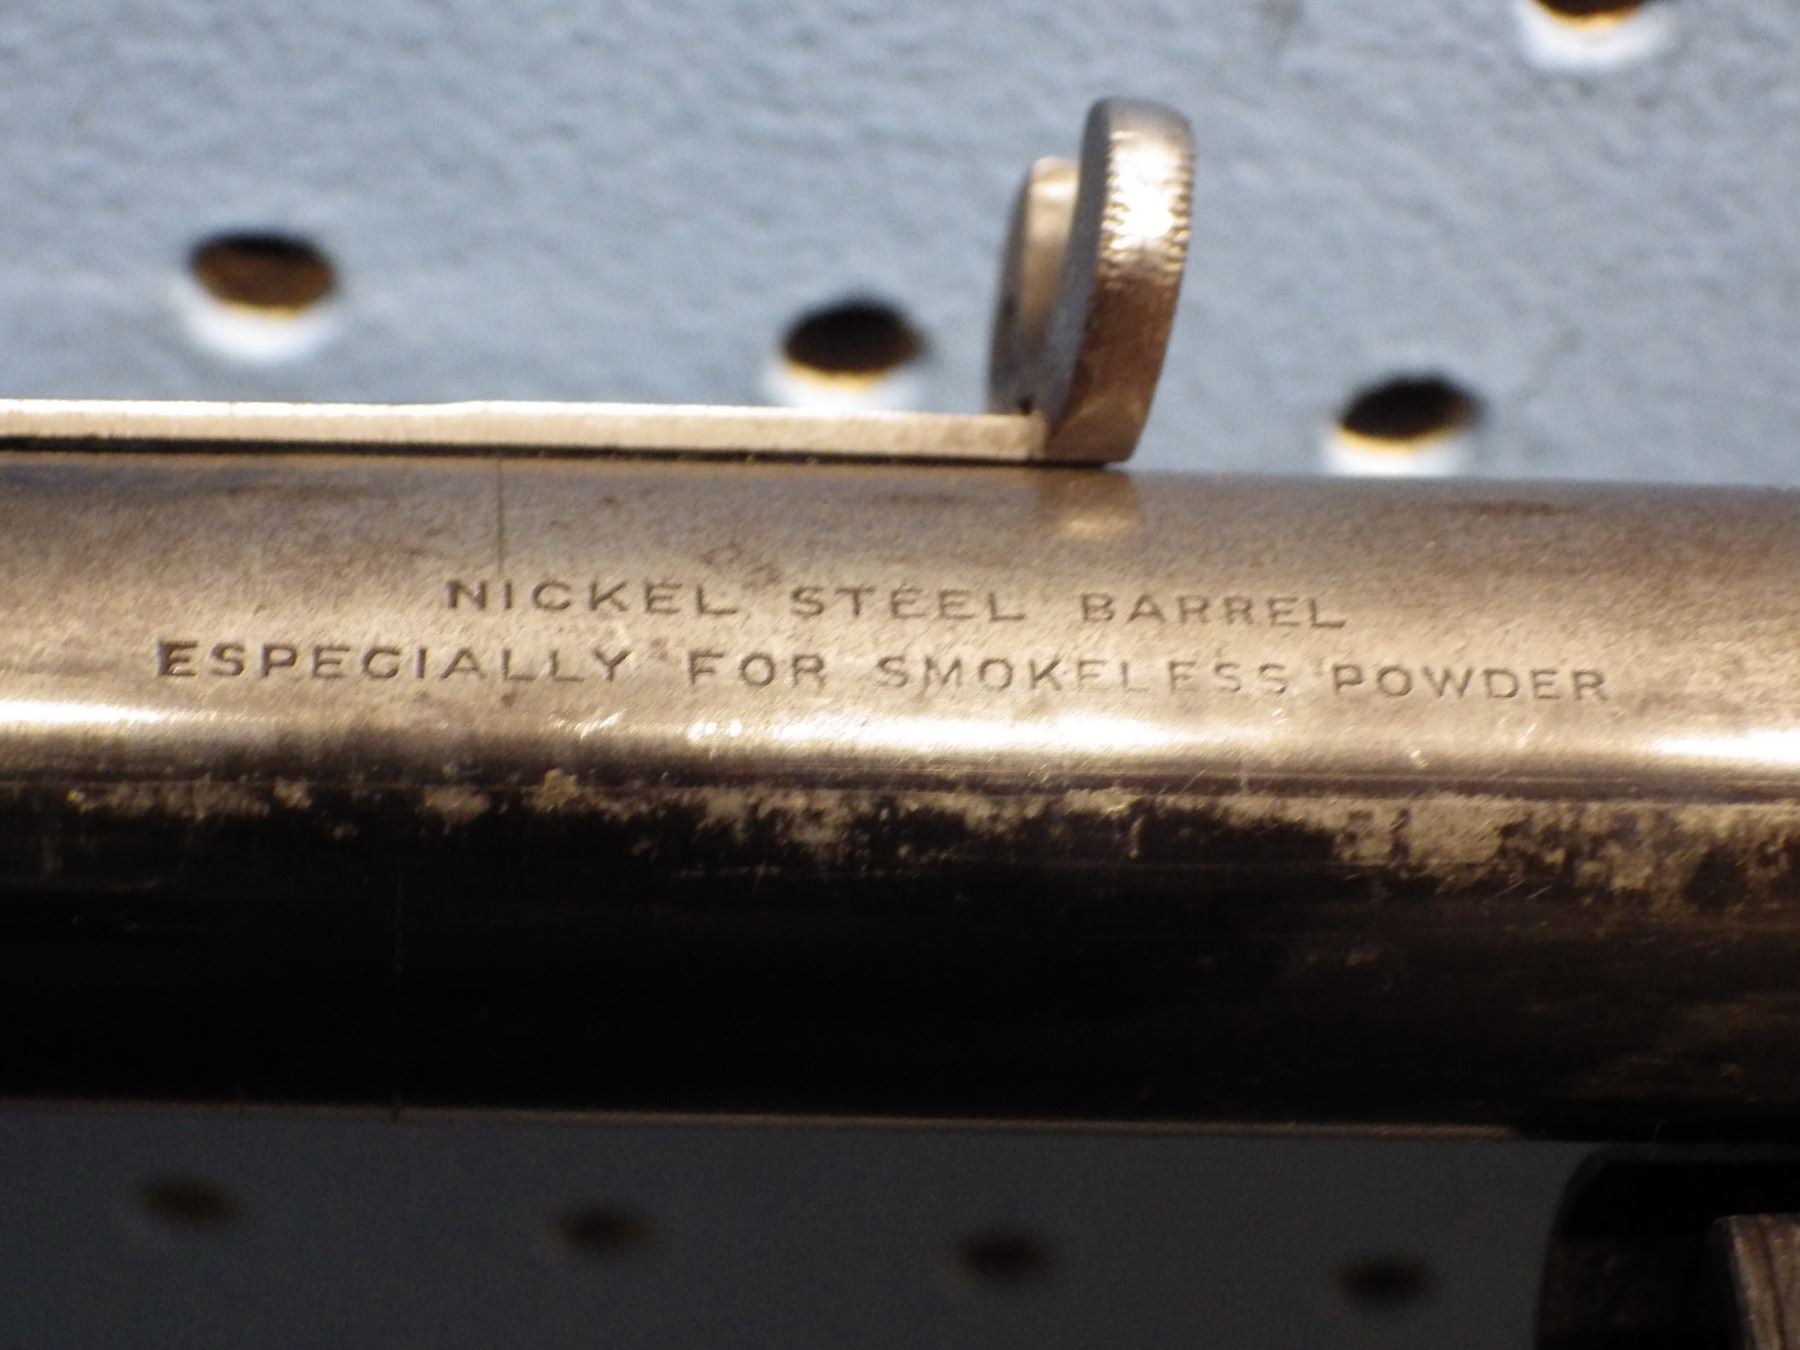 NICKEL STEEL BARREL
ESPECIALLY FOR SMOKELESS POWDER